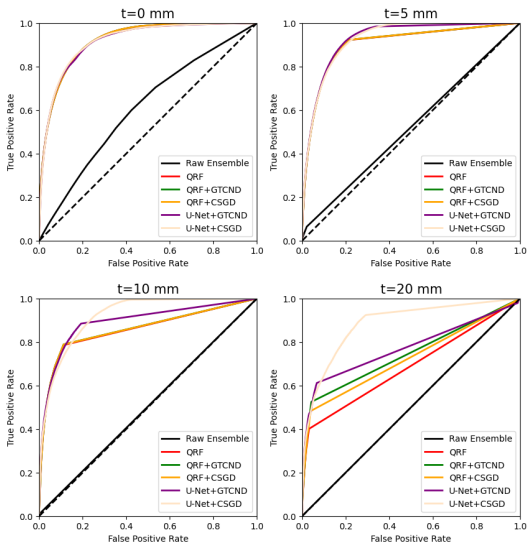 t=0 mm
True Positive Rate
1.0
0.8
0.6
0.4
0.2
0.0
Raw Ensemble
QRF
QRF+GTCND
QRF+CSGD
U-Net+GTCND
U-Net+CSGD
0.0 0.2 0.4 0.6 0.8 1.0
False Positive Rate
t=5 mm
True Positive Rate
1.0
0.8
0.6
0.4
0.2
0.0
Raw Ensemble
QRF
QRF+GTCND
QRF+CSGD
U-Net+GTCND
U-Net+CSGD
0.0 0.2 0.4 0.6 0.8 1.0
False Positive Rate
t=10 mm
True Positive Rate
1.0
0.8
0.6
0.4
0.2
0.0
Raw Ensemble
QRF
QRF+GTCND
QRF+CSGD
U-Net+GTCND
U-Net+CSGD
0.0 0.2 0.4 0.6 0.8 1.0
False Positive Rate
t=20 mm
True Positive Rate
1.0
0.8
0.6
0.4
0.2
0.0
Raw Ensemble
QRF
QRF+GTCND
QRF+CSGD
U-Net+GTCND
U-Net+CSGD
0.0 0.2 0.4 0.6 0.8 1.0
False Positive Rate